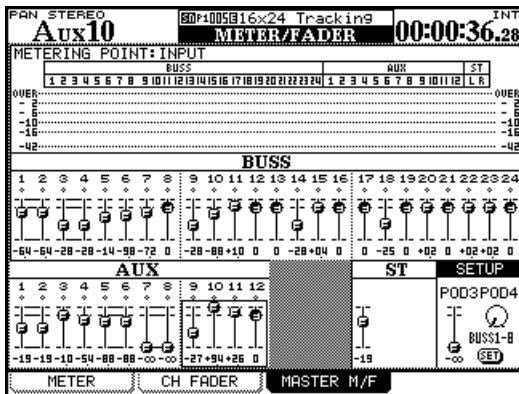 PAN STEREO
Aux10
16x24 Tracking
METER/FADER
INT
00:00:36.28
METERING POINT:INPUT
BUSS AUX ST
1 2 3 4 5 6 7 8 9 10 11 12 13 14 15 16 17 18 19 20 21 22 23 24 1 2 3 4 5 6 7 8 9 10 11 12 L R
OVER OVER
- 2 - 2
- 6 - 6
-10 -10
-16 -16
-42 -42
BUSS
1 2 3 4 5 6 7 8 9 10 11 12 13 14 15 16 17 18 19 20 21 22 23 24
-64 -64 -28 -28 -14 -98 -72 0 -28 -88 +10 0 0 -28 +04 0 0 -25 0 +02 0 +02 +02 0
AUX ST SETUP
1 2 3 4 5 6 7 8 9 10 11 12
POD3 POD4
BUSS1-8
-19 -19 -10 -54 -88 -88 -∞ -∞ -27 +94 +26 0 -19 -∞ SET
METER CH FADER MASTER M/F